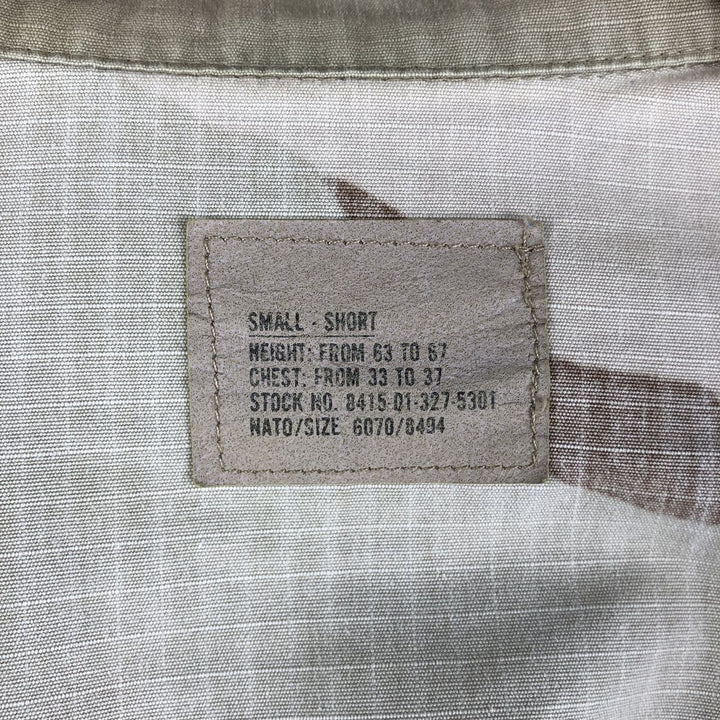 SMALL - SHORT
HEIGHT: FROM 63 TO 67
CHEST: FROM 33 TO 37
STOCK NO. 8415-01-327-5301
NATO/SIZE 6070/8494